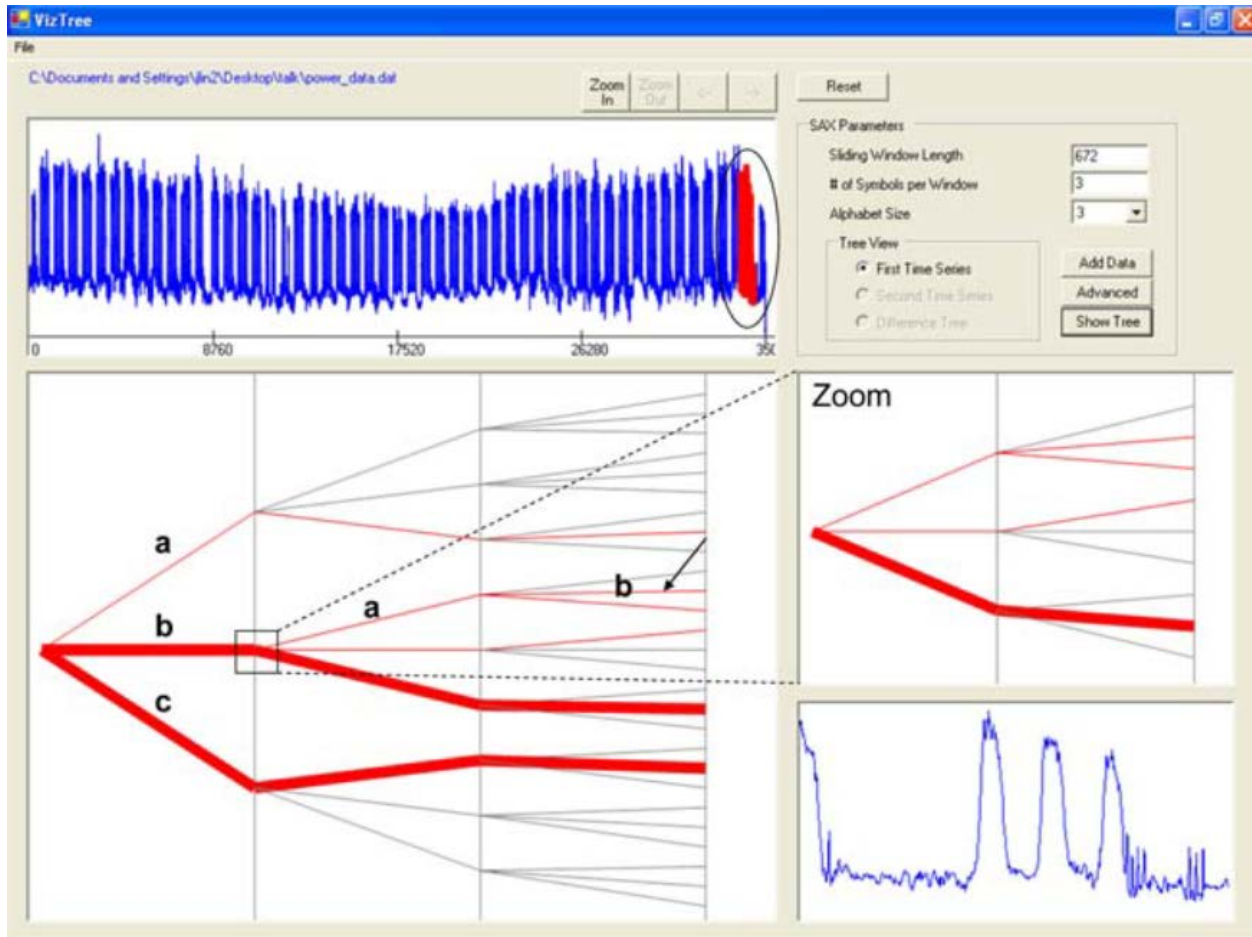 VizTree
File
C:\Documents and Settings\jlin2\Desktop\talk\power_data.dat
Zoom In
Zoom Out
Reset
SAX Parameters
Sliding Window Length
672
# of Symbols per Window
3
Alphabet Size
3
Tree View
First Time Series
Second Time Series
Difference Tree
Add Data
Advanced
Show Tree
0 8760 17520 26280 350
Zoom
a
b
c
a
b